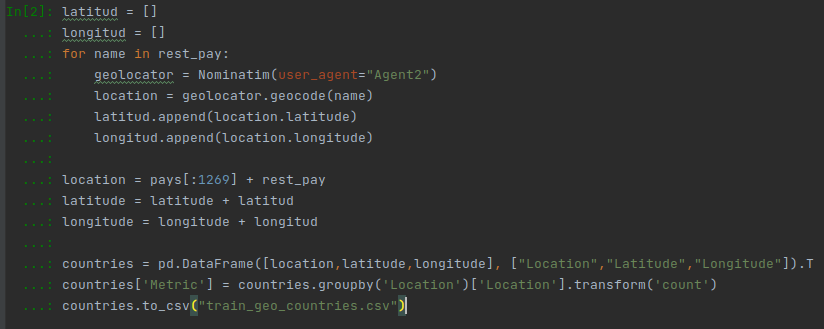 In[2]: latitud = []
   ...: longitud = []
   ...: for name in rest_pay:
   ...:     geolocator = Nominatim(user_agent="Agent2")
   ...:     location = geolocator.geocode(name)
   ...:     latitud.append(location.latitude)
   ...:     longitud.append(location.longitude)
   ...:
   ...: location = pays[:1269] + rest_pay
   ...: latitude = latitude + latitud
   ...: longitude = longitude + longitud
   ...:
   ...: countries = pd.DataFrame([location,latitude,longitude], ["Location","Latitude","Longitude"]).T
   ...: countries['Metric'] = countries.groupby('Location')['Location'].transform('count')
   ...: countries.to_csv("train_geo_countries.csv")